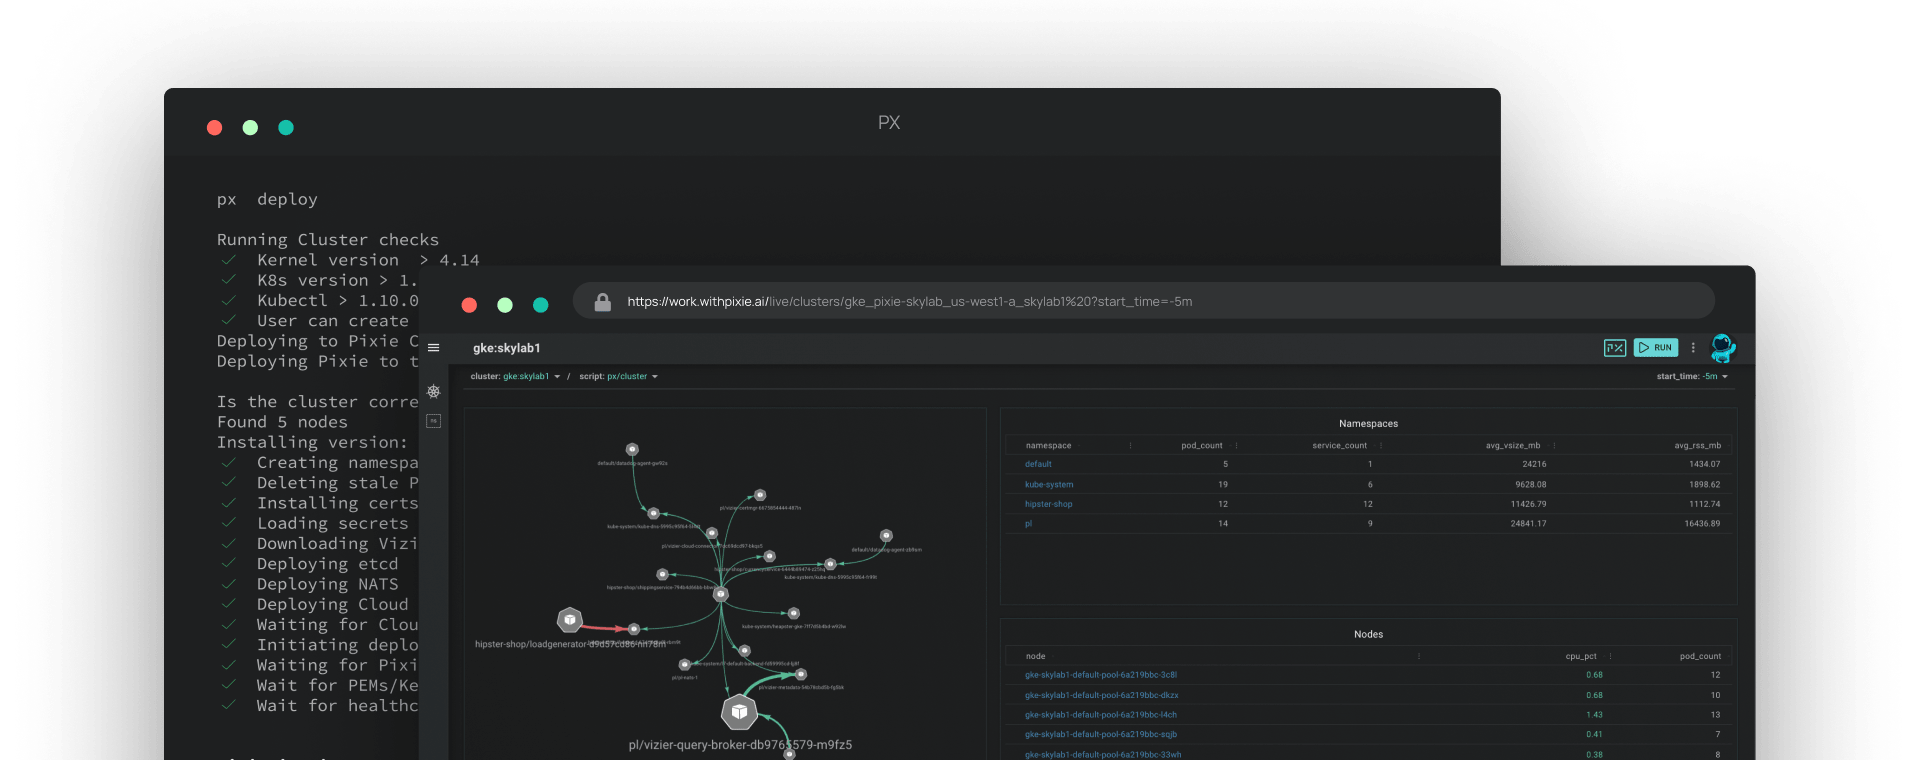 PX
px deploy
Running Cluster checks
Kernel version > 4.14
K8s version > 1.
Kubectl > 1.10.0
User can create
Deploying to Pixie C
Deploying Pixie to t
Is the cluster corre
Found 5 nodes
Installing version:
Creating namespa
Deleting stale P
Installing certs
Loading secrets
Downloading Vizi
Deploying etcd
Deploying NATS
Deploying Cloud
Waiting for Clou
Initiating deplo
Waiting for Pixi
Wait for PEMs/Ke
Wait for healthc
https://work.withpixie.ai/live/clusters/gke_pixie-skylab_us-west1-a_skylab1%20?start_time=-5m
gke:skylab1
PX
RUN
cluster: gke:skylab1 / script: px/cluster
start_time: -5m
hipster-shop/loadgenerator-d9d57cd86-nn78m
pl/vizier-query-broker-db9765579-m9fz5
Namespaces
namespace pod_count service_count avg_vsize_mb avg_rss_mb
default 5 1 24216 1434.07
kube-system 19 6 9628.08 1898.62
hipster-shop 12 12 11426.79 1112.74
pl 14 9 24841.17 16436.89
Nodes
node cpu_pct pod_count
gke-skylab1-default-pool-6a219bbc-3c8l 0.68 12
gke-skylab1-default-pool-6a219bbc-dkzx 0.68 10
gke-skylab1-default-pool-6a219bbc-l4ch 1.43 13
gke-skylab1-default-pool-6a219bbc-sqjb 0.41 7
gke-skylab1-default-pool-6a219bbc-33wh 0.38 8